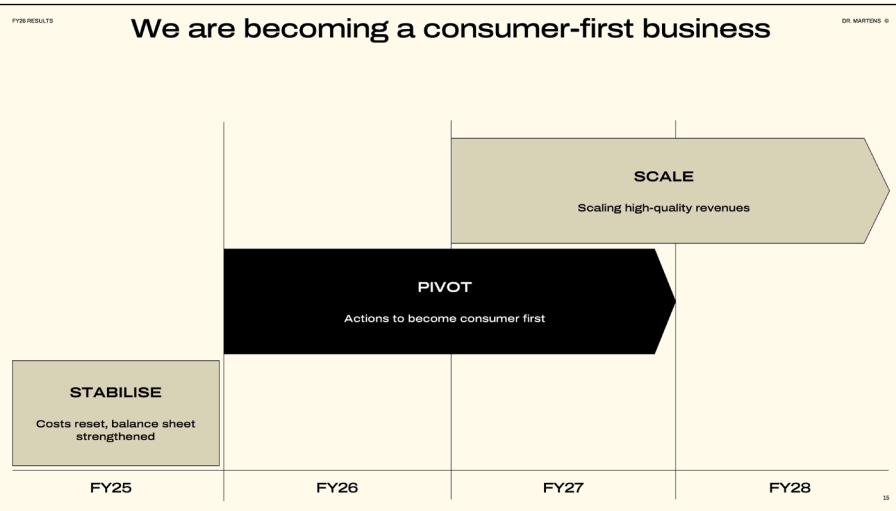 FY26 RESULTS
We are becoming a consumer-first business
DR. MARTENS ©
SCALE
Scaling high-quality revenues
PIVOT
Actions to become consumer first
STABILISE
Costs reset, balance sheet
strengthened
FY25
FY26
FY27
FY28
15